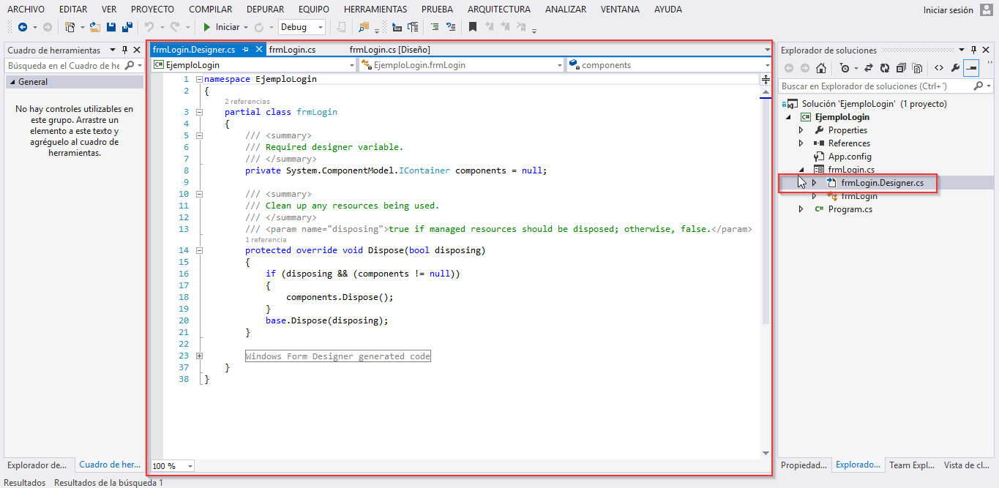 ARCHIVO EDITAR VER PROYECTO COMPILAR DEPURAR EQUIPO HERRAMIENTAS PRUEBA ARQUITECTURA ANALIZAR VENTANA AYUDA Iniciar sesión
Iniciar Debug
Cuadro de herramientas
Búsqueda en el Cuadro de he
General
No hay controles utilizables en
este grupo. Arrastre un
elemento a este texto y
agréguelo al cuadro de
herramientas.
Explorador de... Cuadro de her...
frmLogin.Designer.cs frmLogin.cs frmLogin.cs [Diseño]
EjemploLogin EjemploLogin.frmLogin components
1 namespace EjemploLogin
2 {
2 referencias
3 partial class frmLogin
4 {
5 /// <summary>
6 /// Required designer variable.
7 /// </summary>
8 private System.ComponentModel.IContainer components = null;
9
10 /// <summary>
11 /// Clean up any resources being used.
12 /// </summary>
13 /// <param name="disposing">true if managed resources should be disposed; otherwise, false.</param>
1 referencia
14 protected override void Dispose(bool disposing)
15 {
16 if (disposing && (components != null))
17 {
18 components.Dispose();
19 }
20 base.Dispose(disposing);
21 }
22
23 Windows Form Designer generated code
37 }
38 }
100 %
Explorador de soluciones
Buscar en Explorador de soluciones (Ctrl+´)
Solución 'EjemploLogin' (1 proyecto)
C# EjemploLogin
Properties
References
App.config
frmLogin.cs
frmLogin.Designer.cs
frmLogin
C# Program.cs
Propiedad... Explorado... Team Expl... Vista de cl...
Resultados Resultados de la búsqueda 1